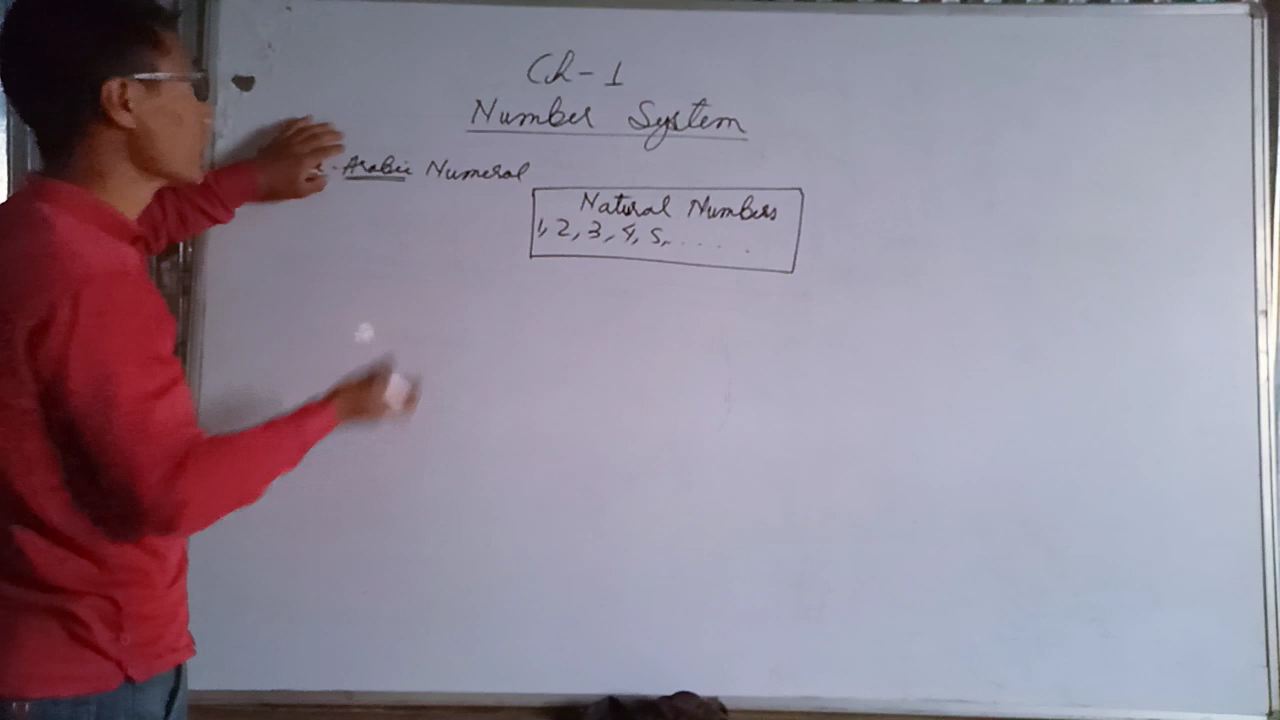 Ch-1
Number System
-Arabic Numeral
Natural Numbers
1, 2, 3, 4, 5, . . . . .